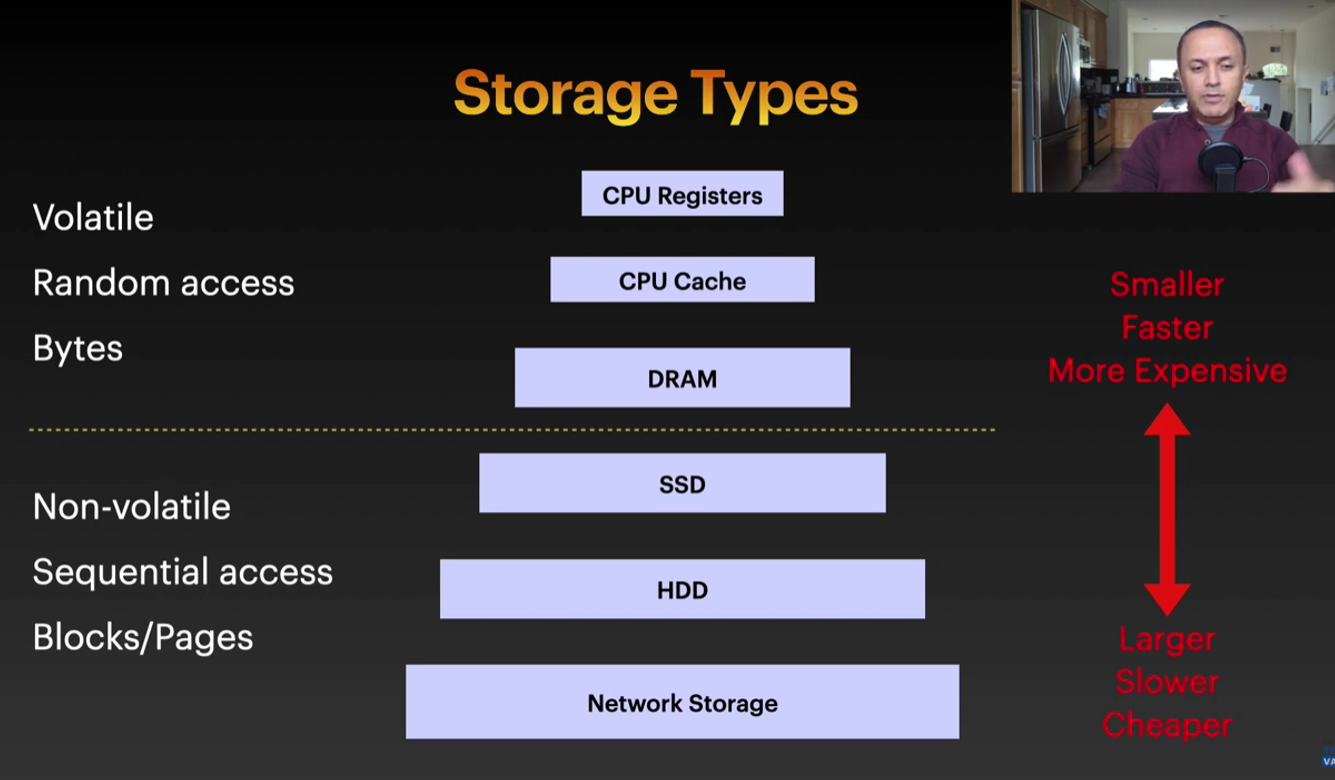 Storage Types
Volatile
Random access
Bytes
CPU Registers
CPU Cache
DRAM
Smaller
Faster
More Expensive
Non-volatile
Sequential access
Blocks/Pages
SSD
HDD
Network Storage
Larger
Slower
Cheaper